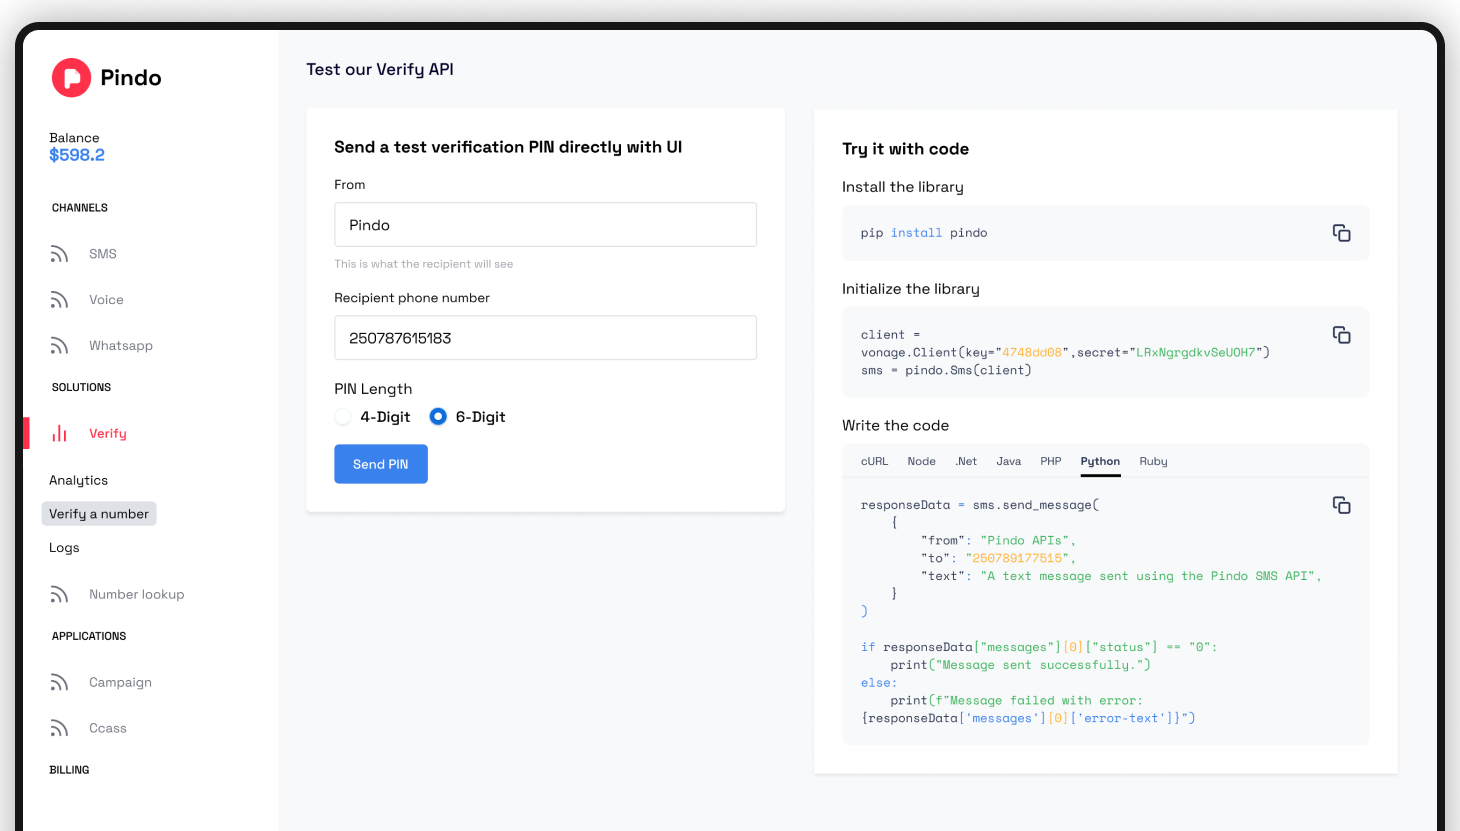 Pindo
Balance
$598.2
CHANNELS
SMS
Voice
Whatsapp
SOLUTIONS
Verify
Analytics
Verify a number
Logs
Number lookup
APPLICATIONS
Campaign
Ccass
BILLING
Test our Verify API
Send a test verification PIN directly with UI
From
Pindo
This is what the recipient will see
Recipient phone number
250787615183
PIN Length
4-Digit 6-Digit
Send PIN
Try it with code
Install the library
pip install pindo
Initialize the library
client =
vonage.Client(key="4748dd08",secret="LRxNgrgdkvSeUOH7")
sms = pindo.Sms(client)
Write the code
cURL Node .Net Java PHP Python Ruby
responseData = sms.send_message(
    {
        "from": "Pindo APIs",
        "to": "250789177515",
        "text": "A text message sent using the Pindo SMS API",
    }
)
if responseData["messages"][0]["status"] == "0":
    print("Message sent successfully.")
else:
    print(f"Message failed with error:
{responseData['messages'][0]['error-text']}")